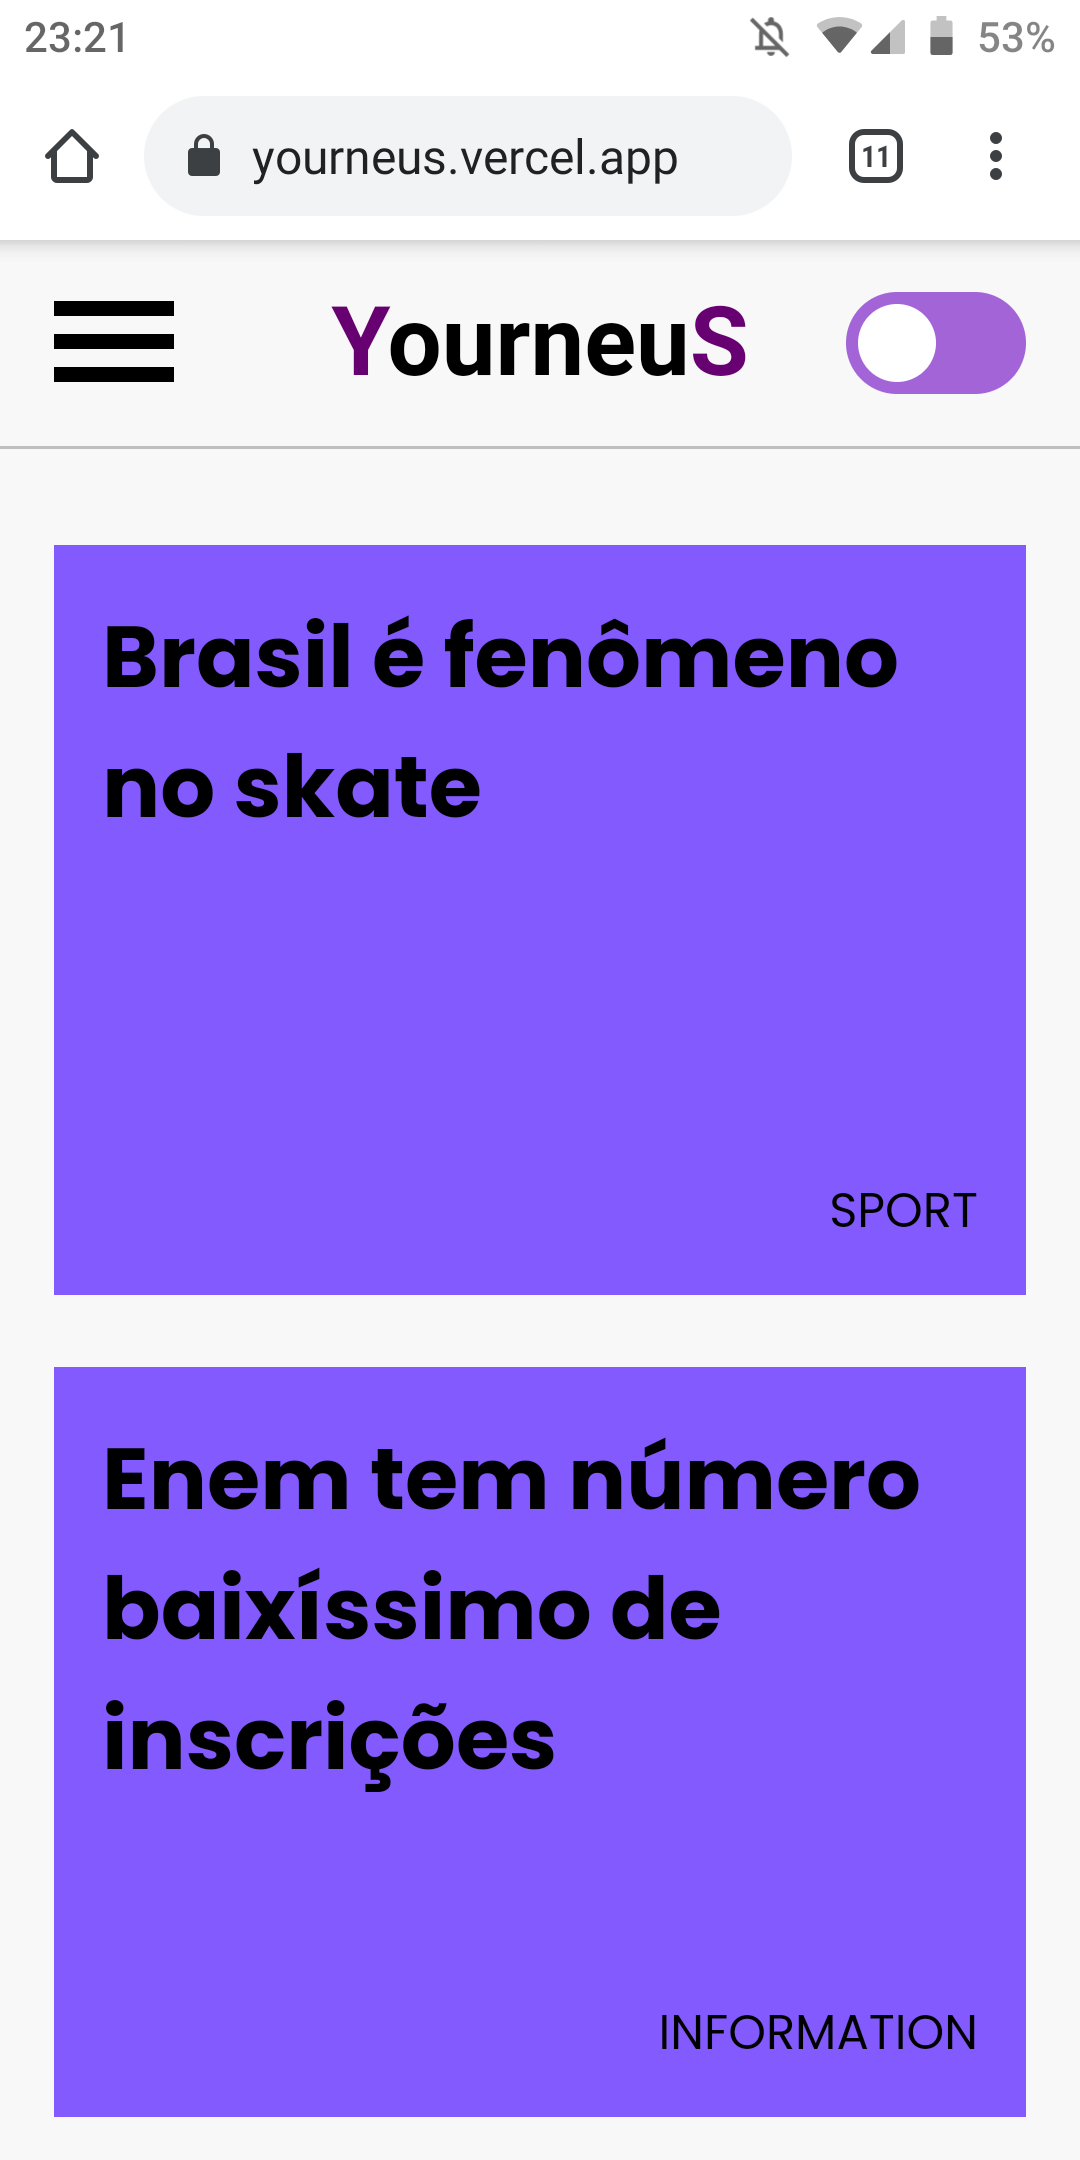 23:21
53%
yourneus.vercel.app
11
YourneuS
Brasil é fenômeno
no skate
SPORT
Enem tem número
baixíssimo de
inscrições
INFORMATION